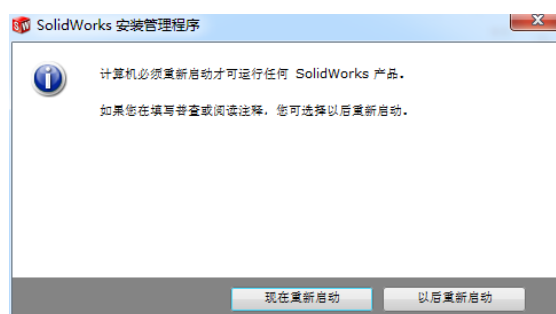 SolidWorks 安装管理程序
计算机必须重新启动才可运行任何 SolidWorks 产品.
如果您在填写普查或阅读注释, 您可选择以后重新启动.
现在重新启动
以后重新启动